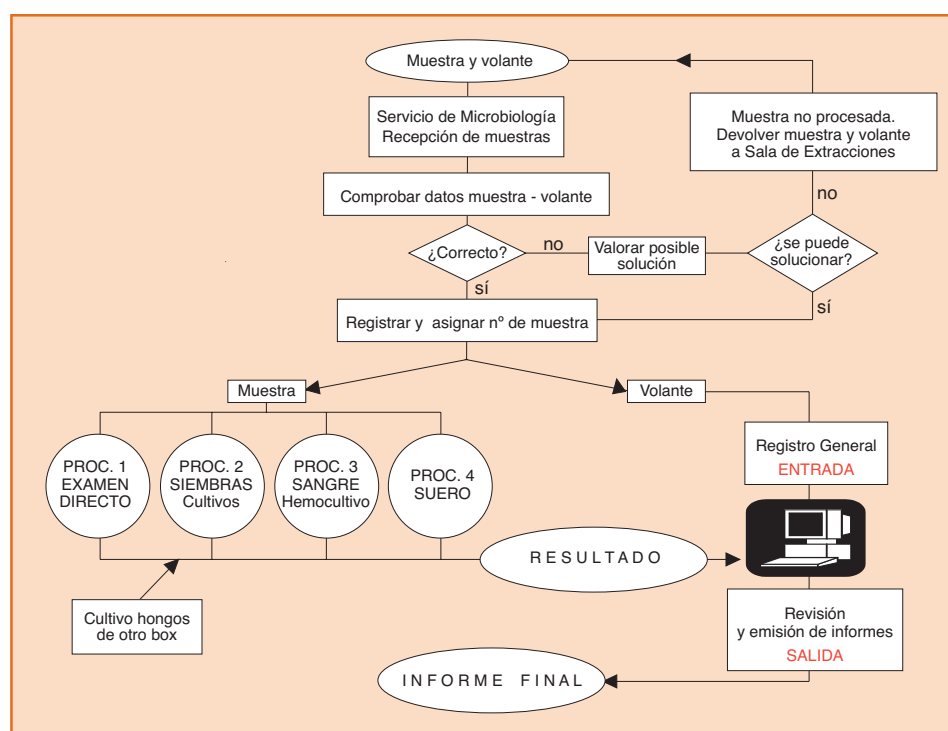 Muestra y volante
Servicio de Microbiología
Recepción de muestras
Muestra no procesada.
Devolver muestra y volante
a Sala de Extracciones
Comprobar datos muestra - volante
no
¿Correcto?
no
Valorar posible
solución
¿se puede
solucionar?
sí
sí
Registrar y asignar nº de muestra
Muestra
Volante
PROC. 1
EXAMEN
DIRECTO
PROC. 2
SIEMBRAS
Cultivos
PROC. 3
SANGRE
Hemocultivo
PROC. 4
SUERO
Registro General
ENTRADA
RESULTADO
Cultivo hongos
de otro box
Revisión
y emisión de informes
SALIDA
INFORME FINAL